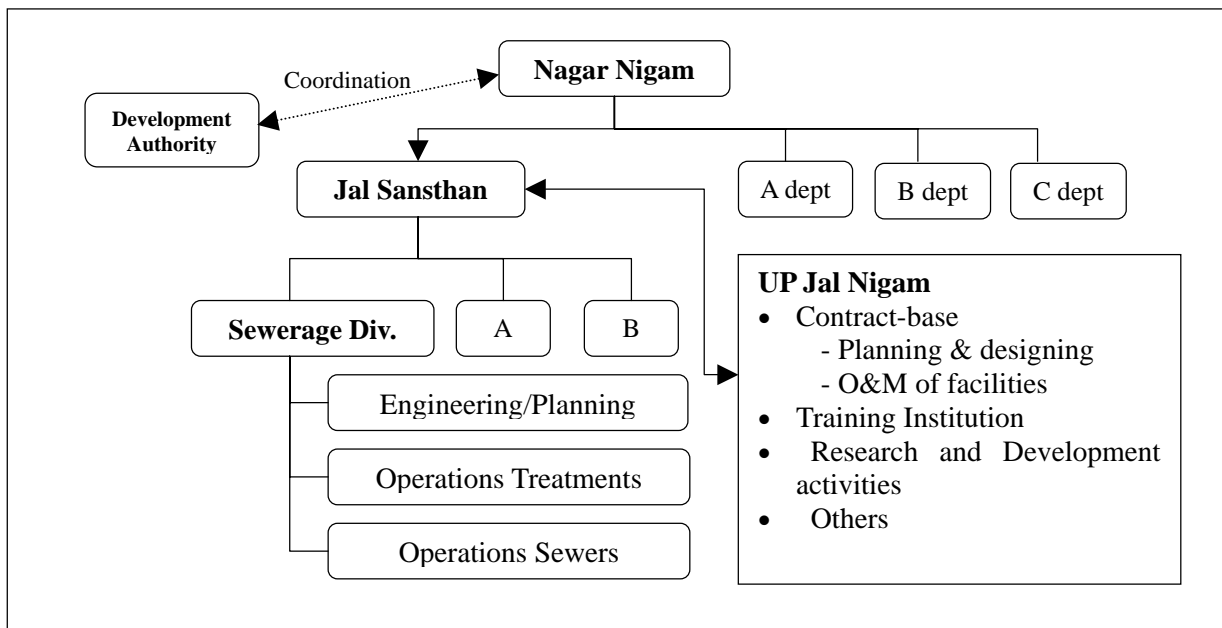 Nagar Nigam
Coordination
Development
Authority
Jal Sansthan
A dept
B dept
C dept
Sewerage Div.
A
B
Engineering/Planning
Operations Treatments
Operations Sewers
UP Jal Nigam
• Contract-base
- Planning & designing
- O&M of facilities
• Training Institution
• Research and Development
activities
• Others